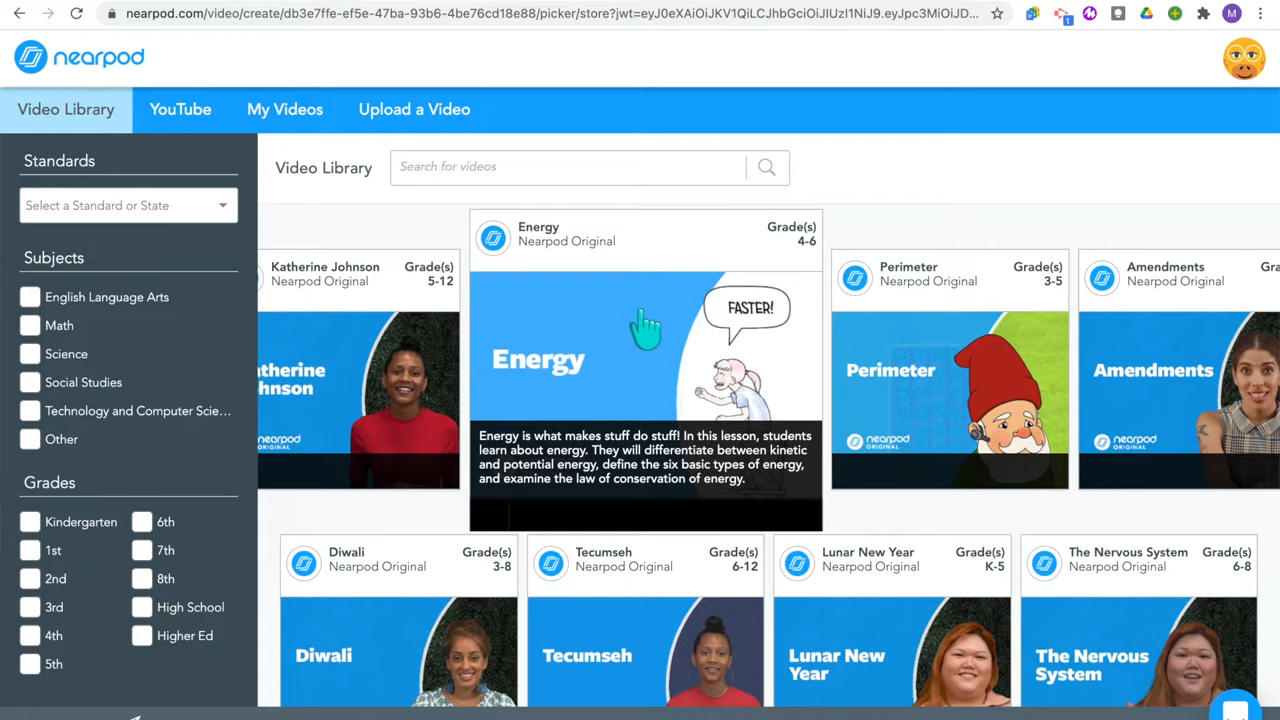 nearpod.com/video/create/db3e7ffe-ef5e-47ba-93b6-4be76cd18e88/picker/store?jwt=eyJ0eXAiOiJKV1QiLCJhbGciOiJIUzI1NiJ9.eyJpc3MiOiJD...
1
M
nearpod
Video Library
YouTube
My Videos
Upload a Video
Standards
Select a Standard or State
Subjects
English Language Arts
Math
Science
Social Studies
Technology and Computer Scie...
Other
Grades
Kindergarten
6th
1st
7th
2nd
8th
3rd
High School
4th
Higher Ed
5th
Video Library
Search for videos
Katherine Johnson
Nearpod Original
Grade(s)
5-12
Energy
Nearpod Original
Grade(s)
4-6
Energy
FASTER!
Energy is what makes stuff do stuff! In this lesson, students
learn about energy. They will differentiate between kinetic
and potential energy, define the six basic types of energy,
and examine the law of conservation of energy.
Perimeter
Nearpod Original
Grade(s)
3-5
Perimeter
nearpod
ORIGINAL
Amendments
Nearpod Original
Amendments
nearpod
ORIGINAL
Diwali
Nearpod Original
Grade(s)
3-8
Diwali
Tecumseh
Nearpod Original
Grade(s)
6-12
Tecumseh
Lunar New Year
Nearpod Original
Grade(s)
K-5
Lunar New
Year
The Nervous System
Nearpod Original
Grade(s)
6-8
The Nervous
System